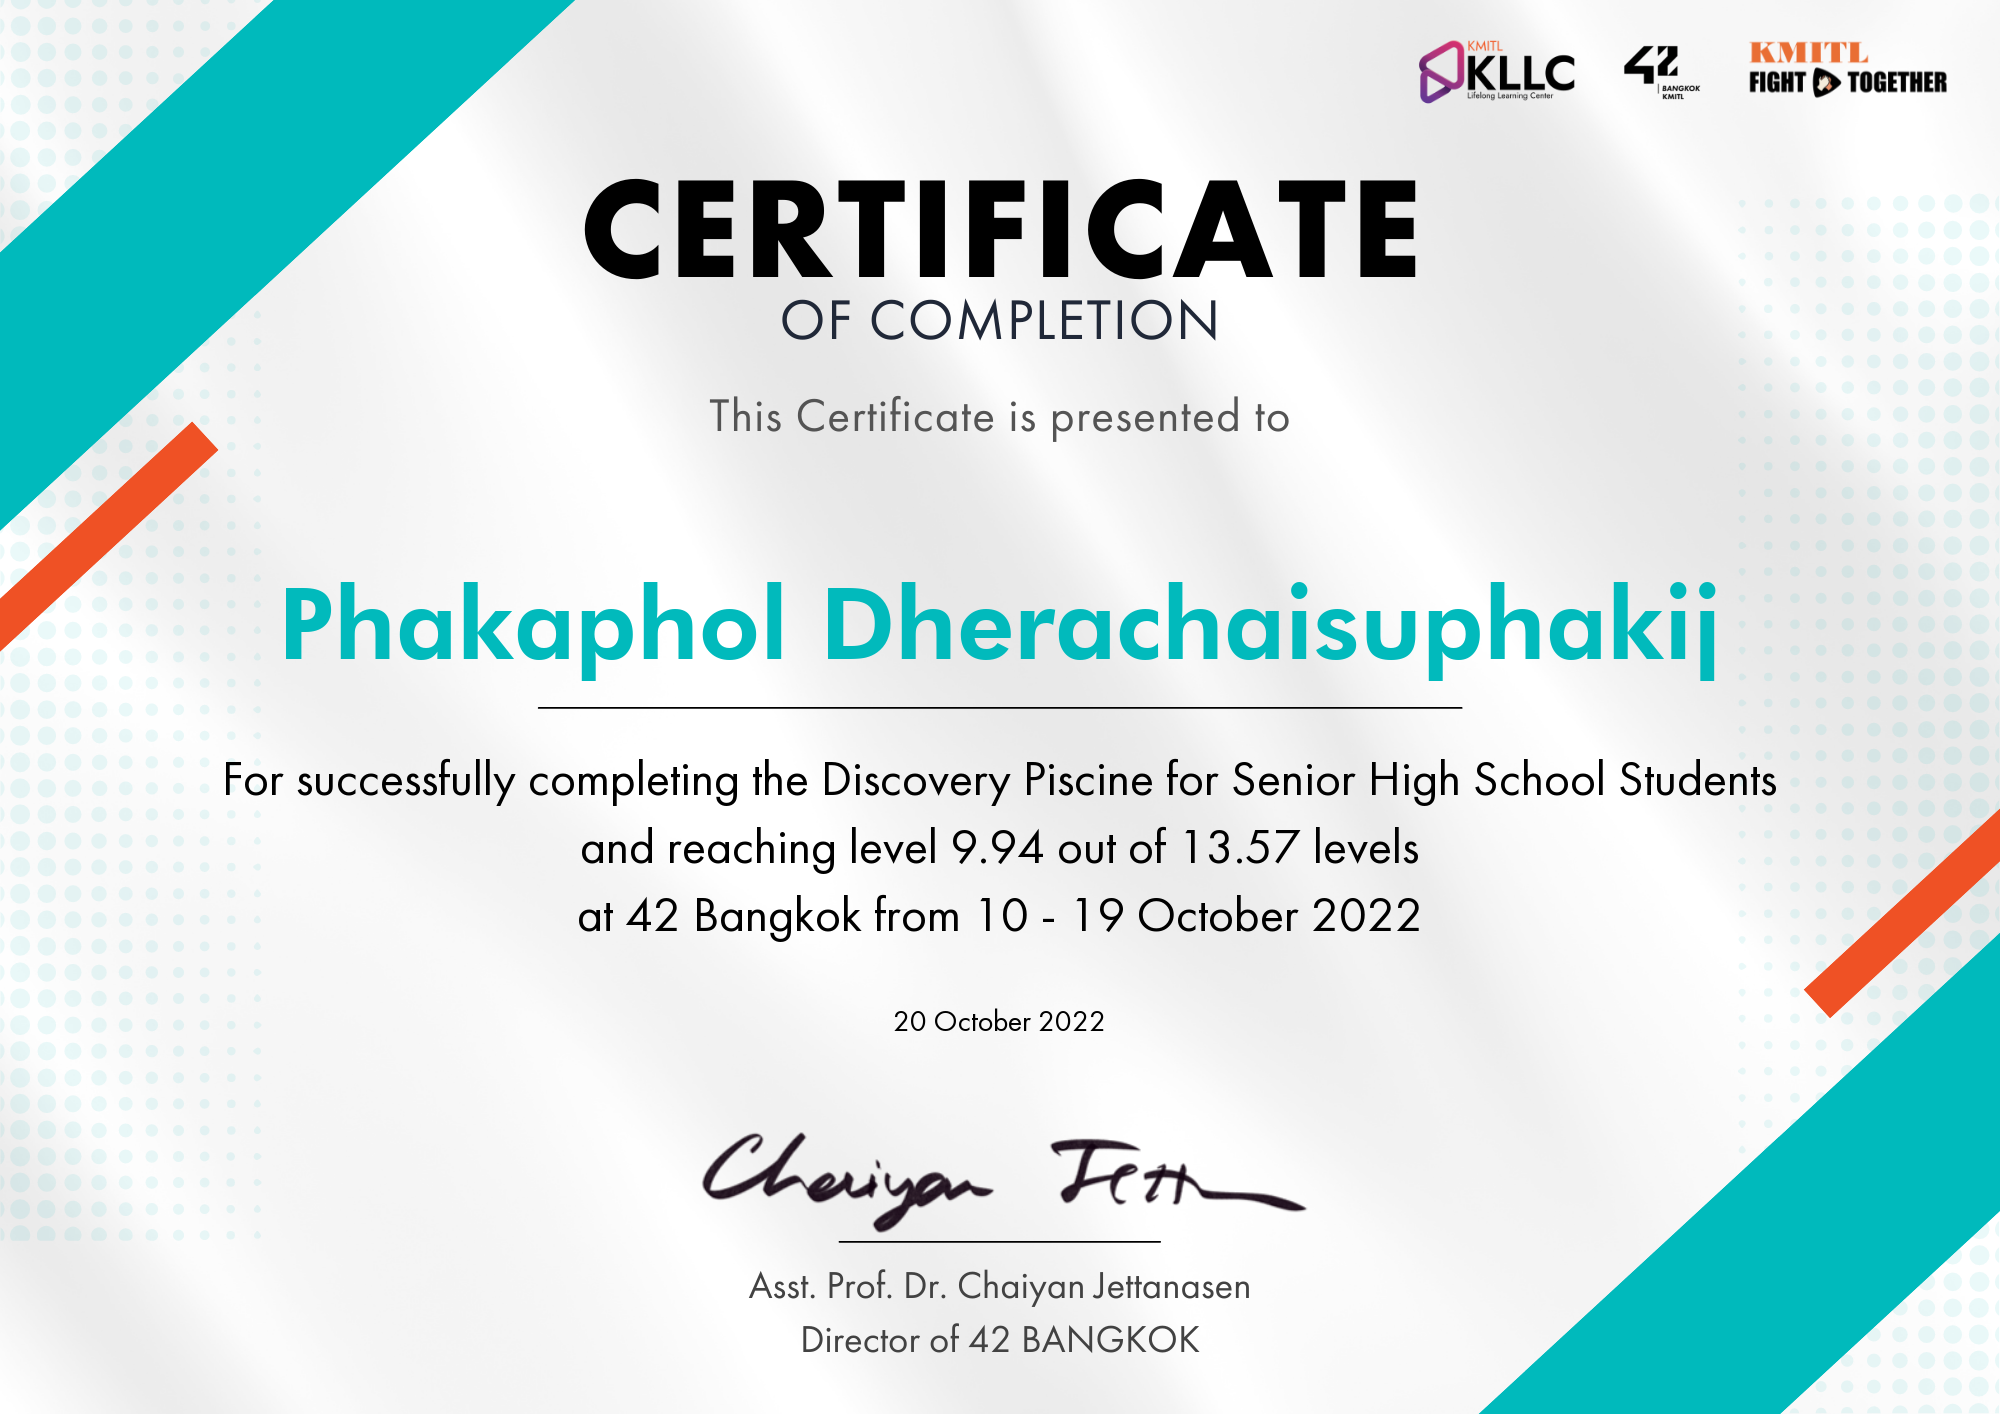 KMITL
KLLC
Lifelong Learning Center
42
BANGKOK
KMITL
KMITL
FIGHT TOGETHER
CERTIFICATE
OF COMPLETION
This Certificate is presented to
Phakaphol Dherachaisuphakij
For successfully completing the Discovery Piscine for Senior High School Students
and reaching level 9.94 out of 13.57 levels
at 42 Bangkok from 10 - 19 October 2022
20 October 2022
Chaiyan Jett
Asst. Prof. Dr. Chaiyan Jettanasen
Director of 42 BANGKOK